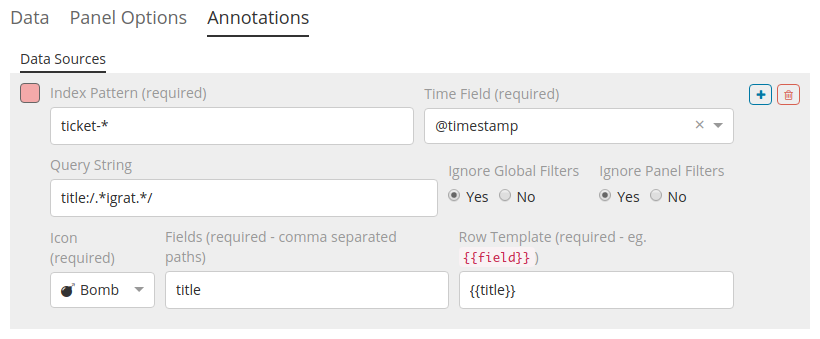 Data Panel Options Annotations
Data Sources
Index Pattern (required) Time Field (required)
ticket-* @timestamp ×
Query String Ignore Global Filters Ignore Panel Filters
title:/.*igrat.*/ Yes No Yes No
Icon (required) Fields (required - comma separated paths) Row Template (required - eg. {{field}} )
Bomb title {{title}}